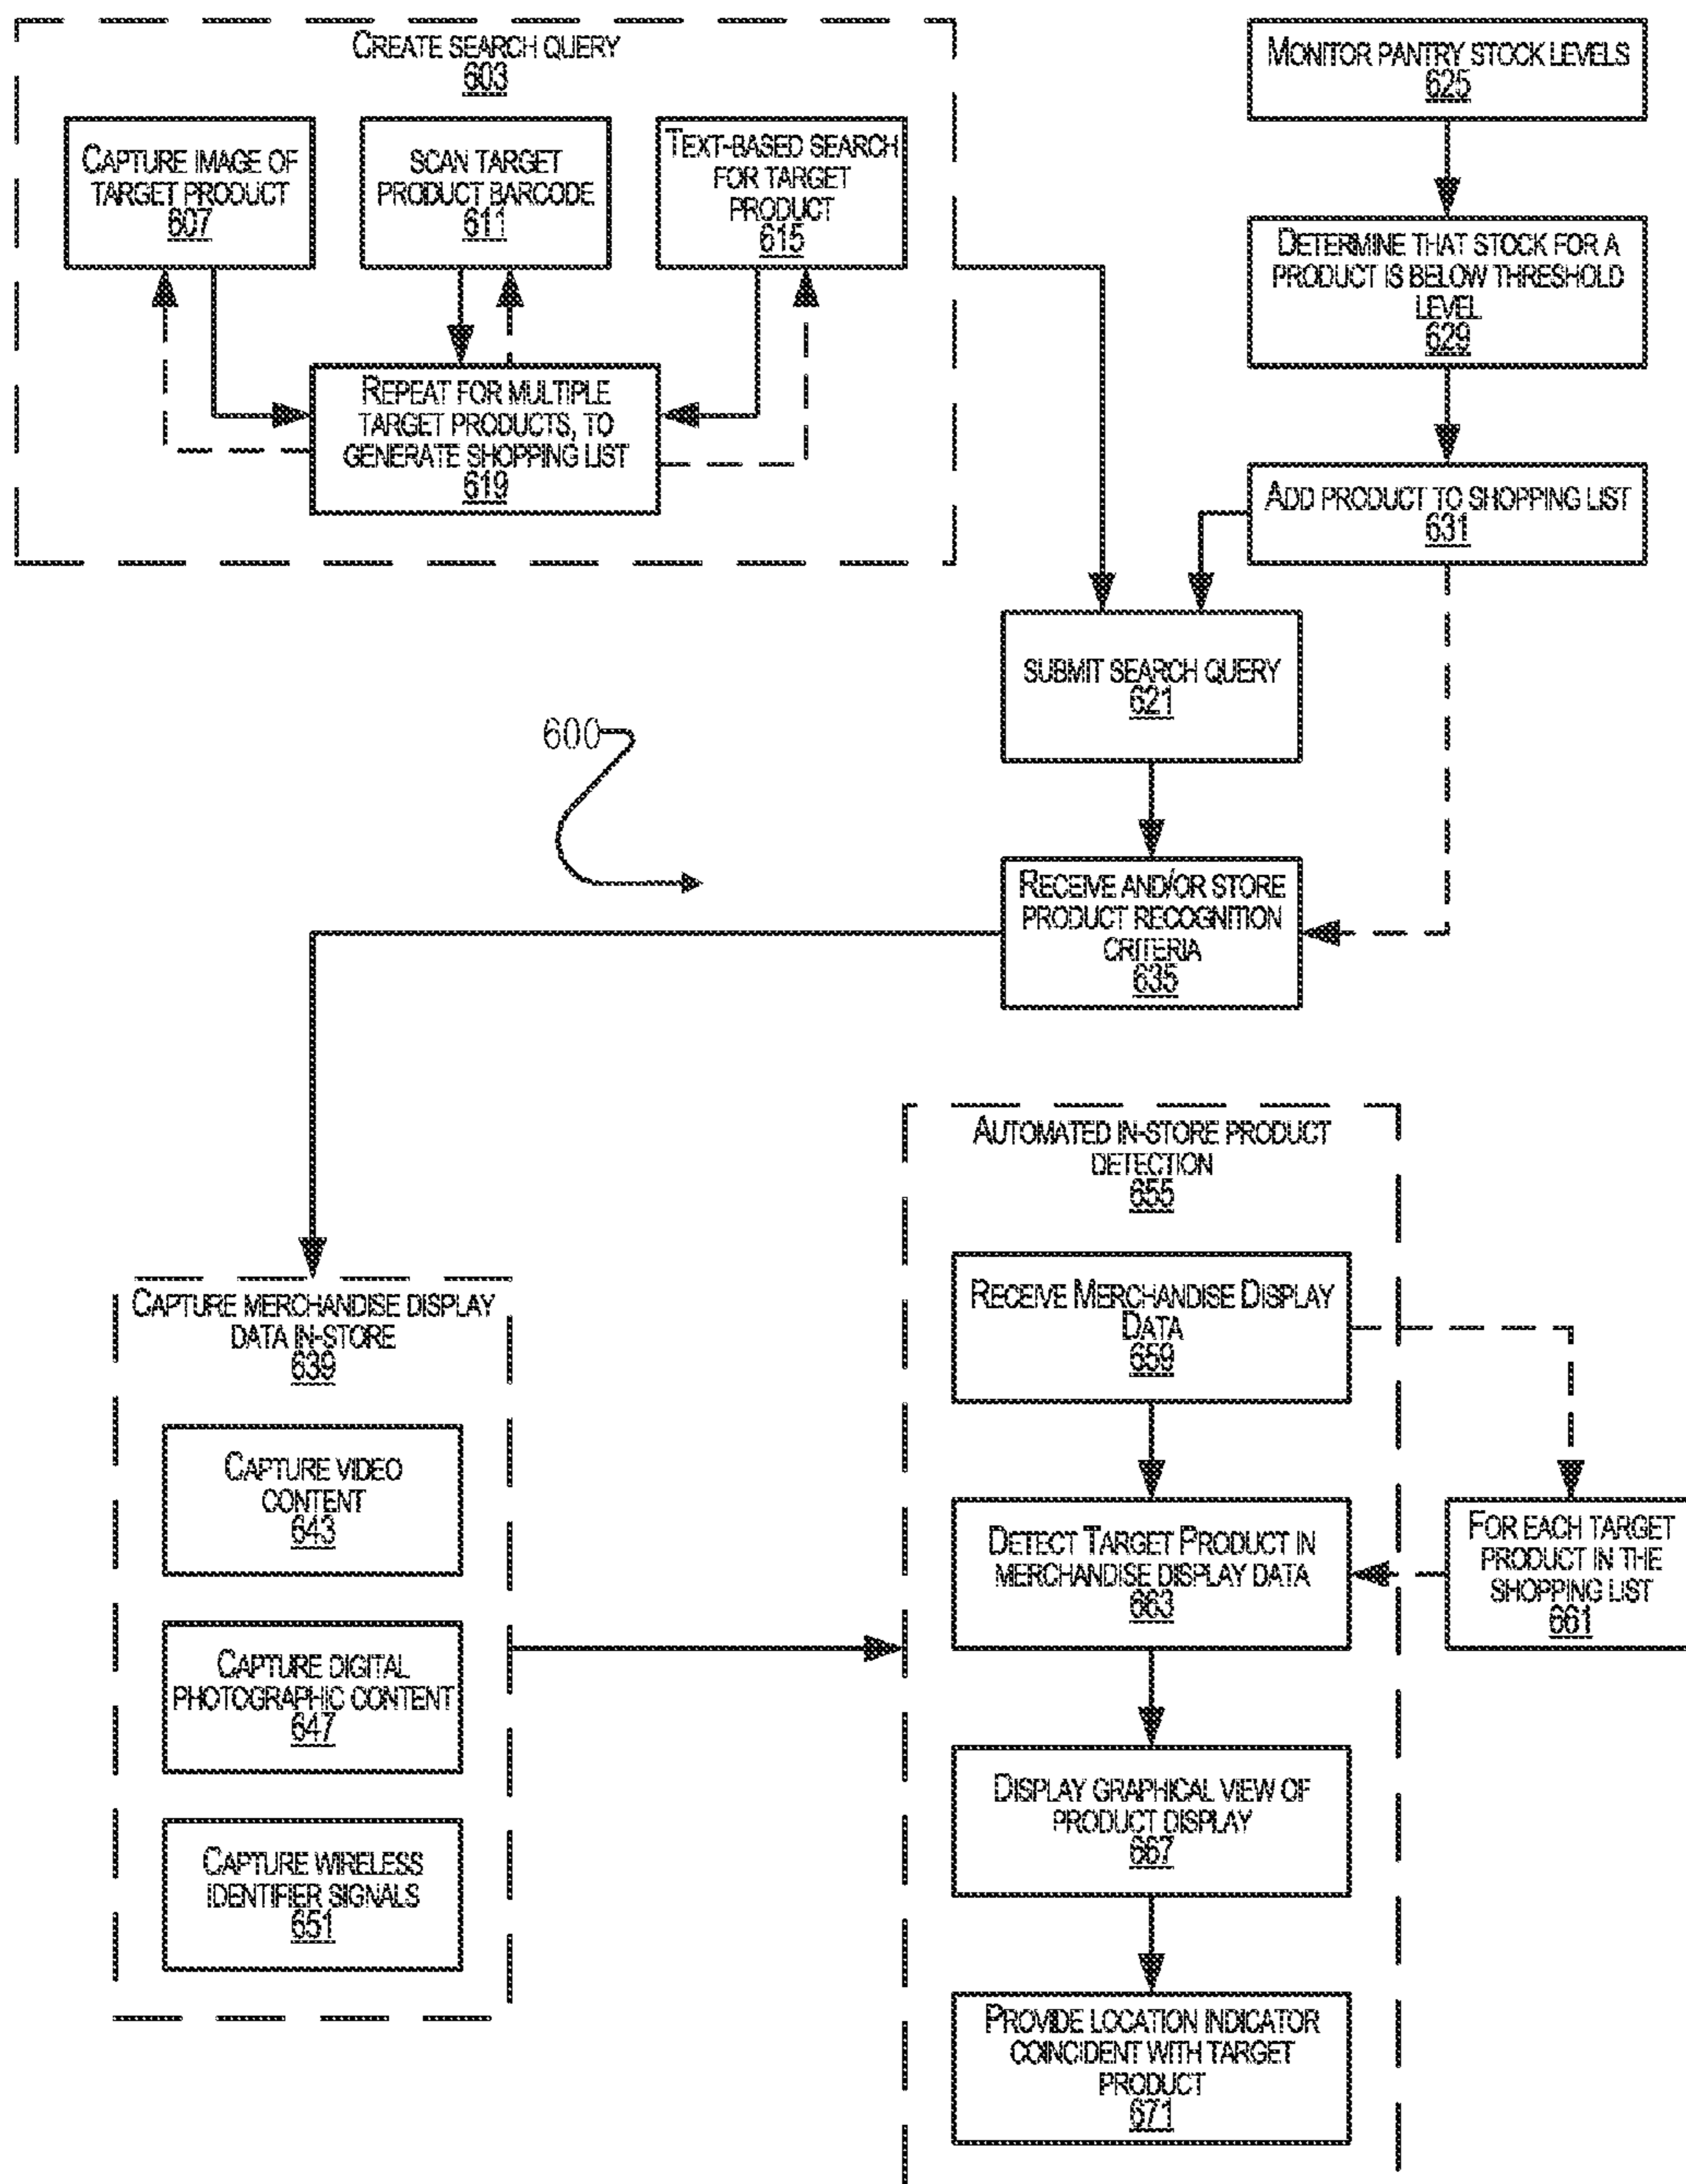 CREATE SEARCH QUERY
603
CAPTURE IMAGE OF
TARGET PRODUCT
607
SCAN TARGET
PRODUCT BARCODE
611
TEXT-BASED SEARCH
FOR TARGET
PRODUCT
615
REPEAT FOR MULTIPLE
TARGET PRODUCTS, TO
GENERATE SHOPPING LIST
619
MONITOR PANTRY STOCK LEVELS
625
DETERMINE THAT STOCK FOR A
PRODUCT IS BELOW THRESHOLD
LEVEL
629
ADD PRODUCT TO SHOPPING LIST
631
SUBMIT SEARCH QUERY
621
600
RECEIVE AND/OR STORE
PRODUCT RECOGNITION
CRITERIA
635
CAPTURE MERCHANDISE DISPLAY
DATA IN-STORE
639
CAPTURE VIDEO
CONTENT
643
CAPTURE DIGITAL
PHOTOGRAPHIC CONTENT
647
CAPTURE WIRELESS
IDENTIFIER SIGNALS
651
AUTOMATED IN-STORE PRODUCT
DETECTION
655
RECEIVE MERCHANDISE DISPLAY
DATA
659
FOR EACH TARGET
PRODUCT IN THE
SHOPPING LIST
661
DETECT TARGET PRODUCT IN
MERCHANDISE DISPLAY DATA
663
DISPLAY GRAPHICAL VIEW OF
PRODUCT DISPLAY
667
PROVIDE LOCATION INDICATOR
COINCIDENT WITH TARGET
PRODUCT
671